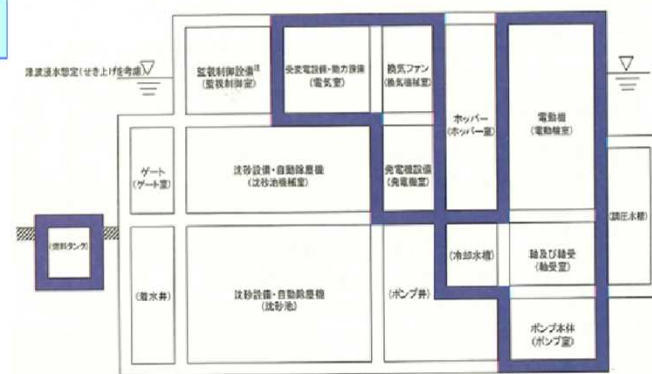 津波浸水想定(せき上げを考慮)
監視制御設備注
(監視制御室)
受変電設備・動力設備
(電気室)
換気ファン
(換気機械室)
ホッパー
(ホッパー室)
電動機
(電動機室)
ゲート
(ゲート室)
沈砂設備・自動除塵機
(沈砂池機械室)
発電機設備
(発電機室)
(調圧水槽)
(燃料タンク)
(着水井)
沈砂設備・自動除塵機
(沈砂池)
(ポンプ井)
(冷却水槽)
軸及び軸受
(軸受室)
ポンプ本体
(ポンプ室)